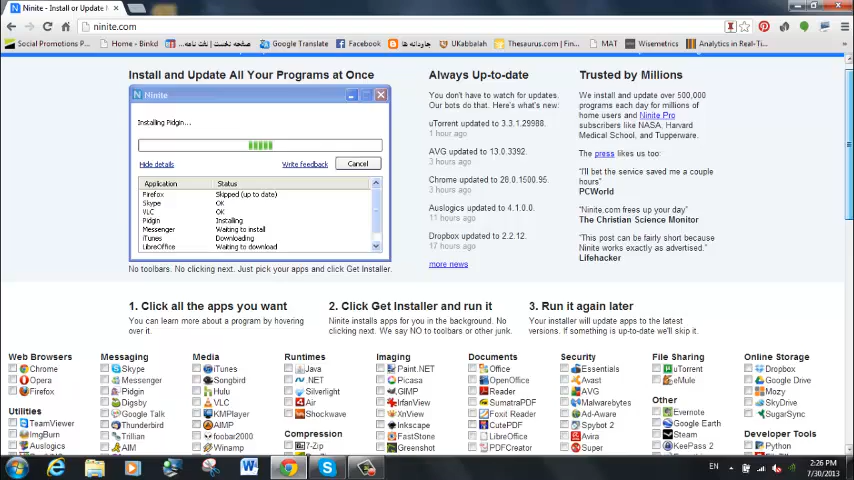 Ninite - Install or Update M
ninite.com
Social Promotions P...
Home - Binkd
صفحه نخست :: نفت نامه...
Google Translate
Facebook
جاودانه ها
UKabbalah
Thesaurus.com | Fin...
MAT
Wisemetrics
Analytics in Real-Ti...
Install and Update All Your Programs at Once
Ninite
Installing Pidgin...
Hide details
Write feedback
Cancel
Application Status
Firefox Skipped (up to date)
Skype OK
VLC OK
Pidgin Installing
Messenger Waiting to install
iTunes Downloading
LibreOffice Waiting to download
No toolbars. No clicking next. Just pick your apps and click Get Installer.
Always Up-to-date
You don't have to watch for updates.
Our bots do that. Here's what's new:
uTorrent updated to 3.3.1.29988.
1 hour ago
AVG updated to 13.0.3392.
3 hours ago
Chrome updated to 28.0.1500.95.
3 hours ago
Auslogics updated to 4.1.0.0.
11 hours ago
Dropbox updated to 2.2.12.
17 hours ago
more news
Trusted by Millions
We install and update over 500,000
programs each day for millions of
home users and Ninite Pro
subscribers like NASA, Harvard
Medical School, and Tupperware.
The press likes us too:
"I'll bet the service saved me a couple
hours"
PCWorld
"Ninite.com frees up your day"
The Christian Science Monitor
"This post can be fairly short because
Ninite works exactly as advertised."
Lifehacker
1. Click all the apps you want
You can learn more about a program by hovering
over it.
2. Click Get Installer and run it
Ninite installs apps for you in the background. No
clicking next. We say NO to toolbars or other junk.
3. Run it again later
Your installer will update apps to the latest
versions. If something is up-to-date we'll skip it.
Web Browsers
Chrome
Opera
Firefox
Utilities
TeamViewer
ImgBurn
Auslogics
Messaging
Skype
Messenger
Pidgin
Digsby
Google Talk
Thunderbird
Trillian
AIM
Media
iTunes
Songbird
Hulu
VLC
KMPlayer
AIMP
foobar2000
Winamp
Runtimes
Java
.NET
Silverlight
Air
Shockwave
Compression
7-Zip
Imaging
Paint.NET
Picasa
GIMP
IrfanView
XnView
Inkscape
FastStone
Greenshot
Documents
Office
OpenOffice
Reader
SumatraPDF
Foxit Reader
CutePDF
LibreOffice
PDFCreator
Security
Essentials
Avast
AVG
Malwarebytes
Ad-Aware
Spybot 2
Avira
Super
File Sharing
uTorrent
eMule
Other
Evernote
Google Earth
Steam
KeePass 2
Online Storage
Dropbox
Google Drive
Mozy
SkyDrive
SugarSync
Developer Tools
Python
EN
2:26 PM
7/30/2013